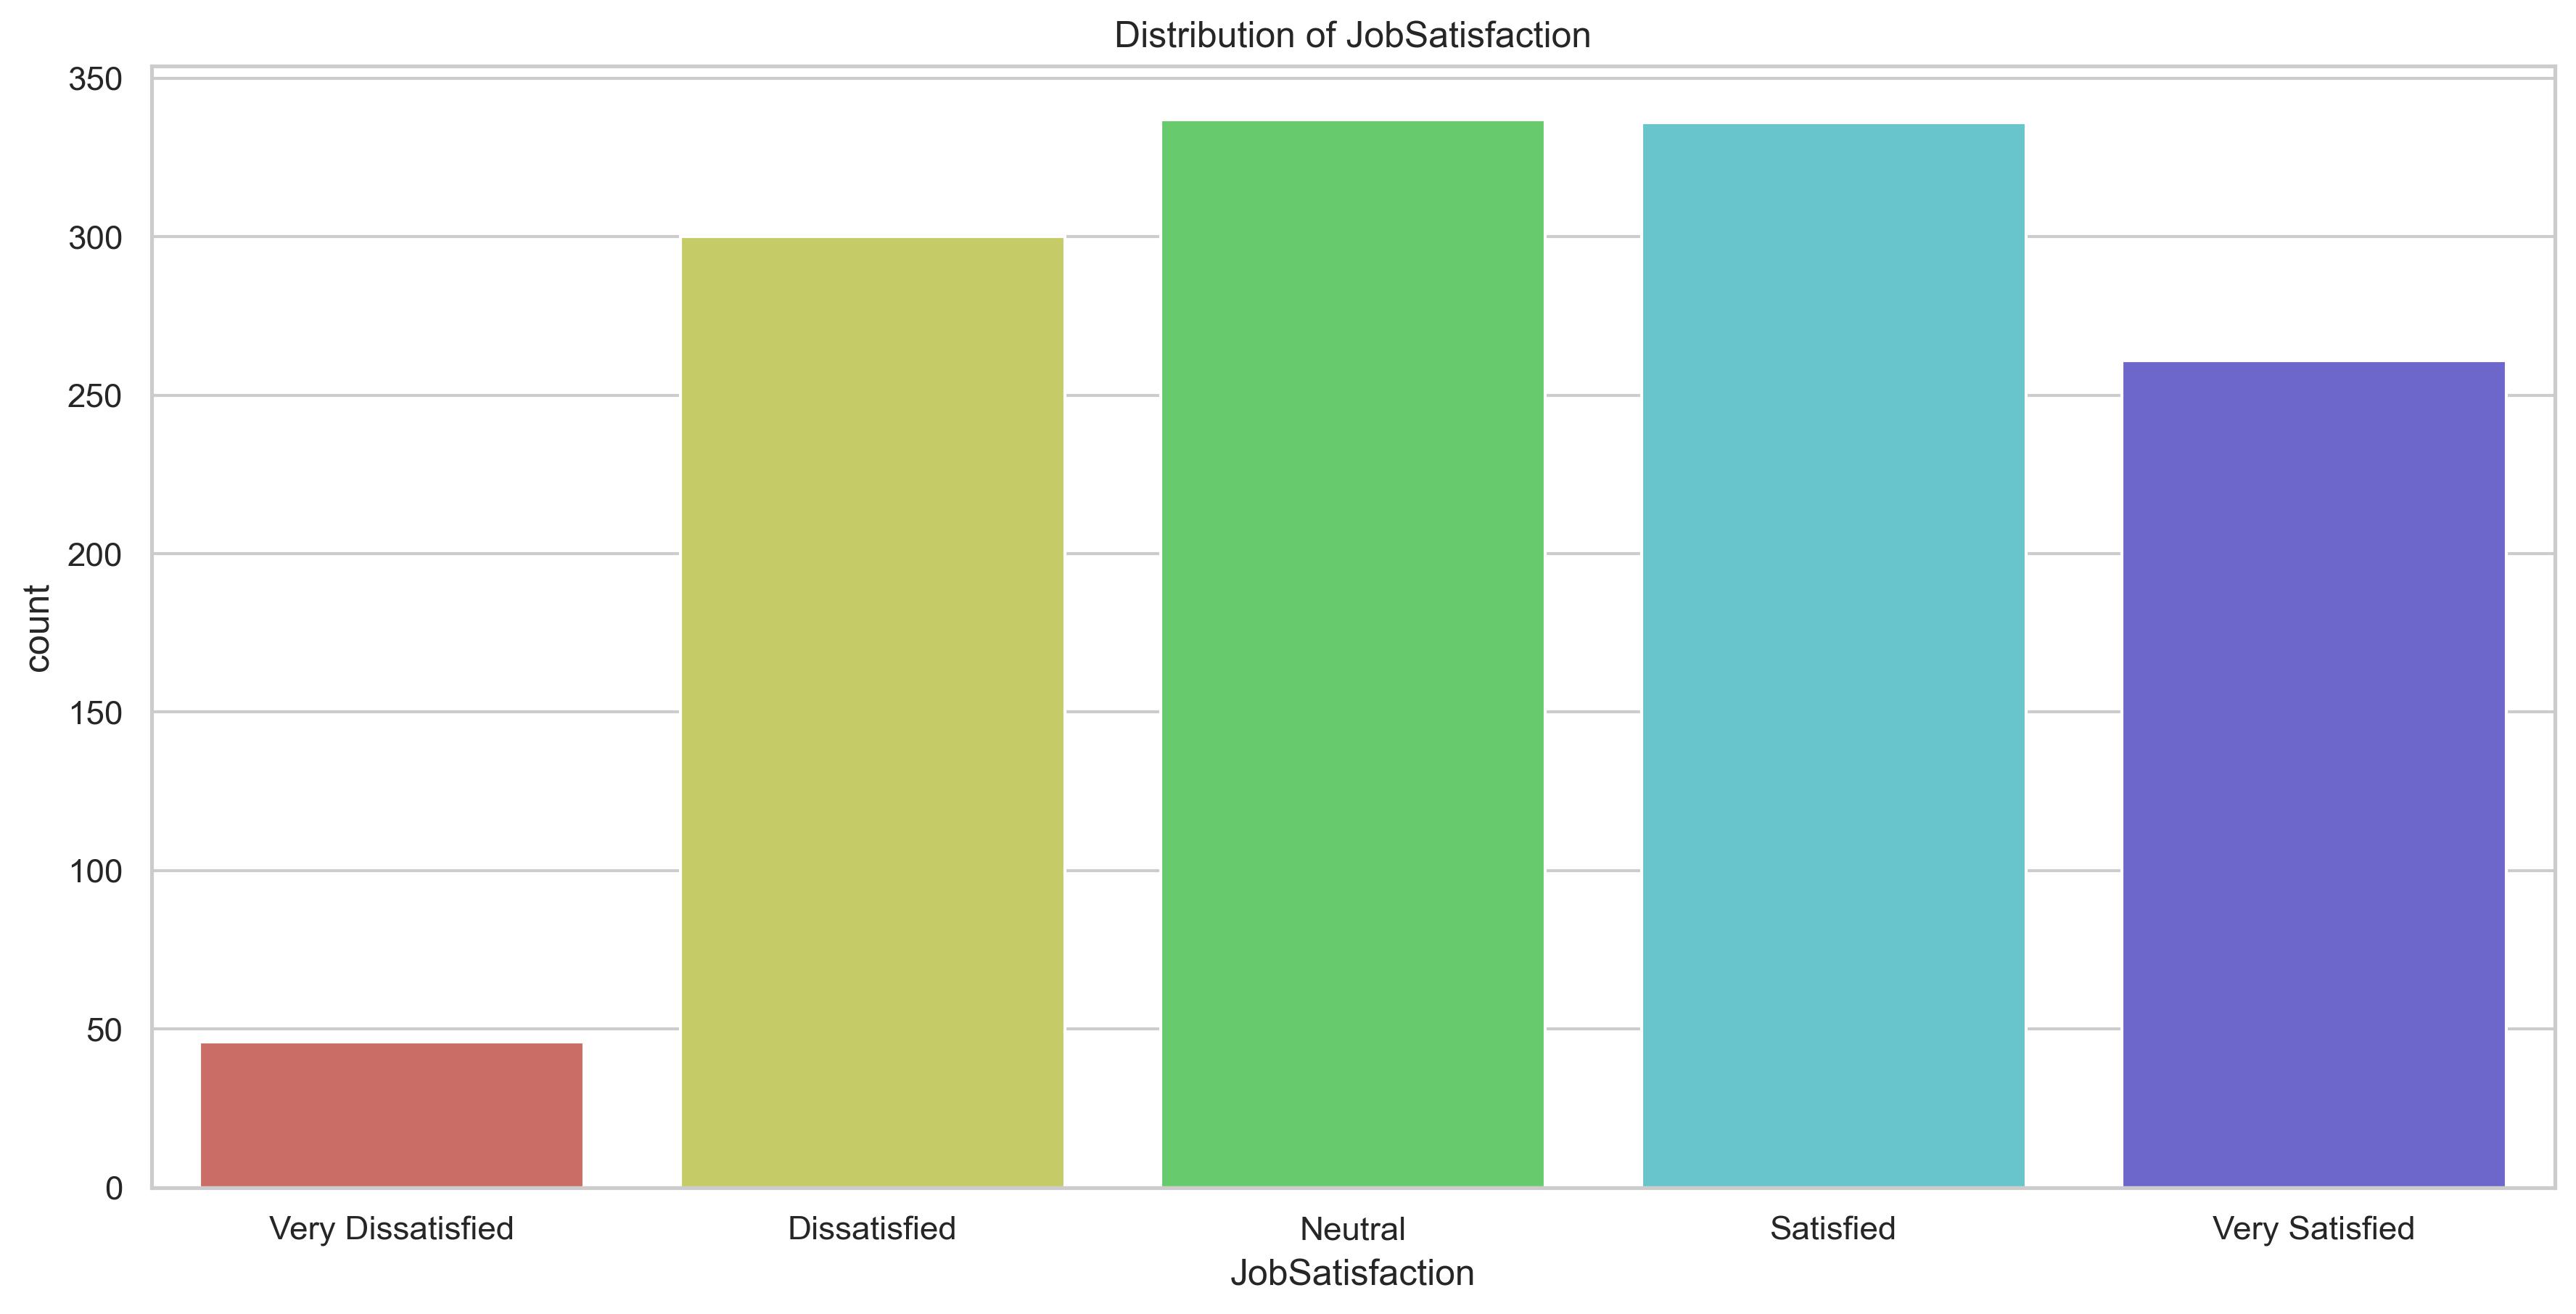 Distribution of JobSatisfaction
350
300
250
200
150
100
50
0
count
Very Dissatisfied Dissatisfied Neutral Satisfied Very Satisfied
JobSatisfaction